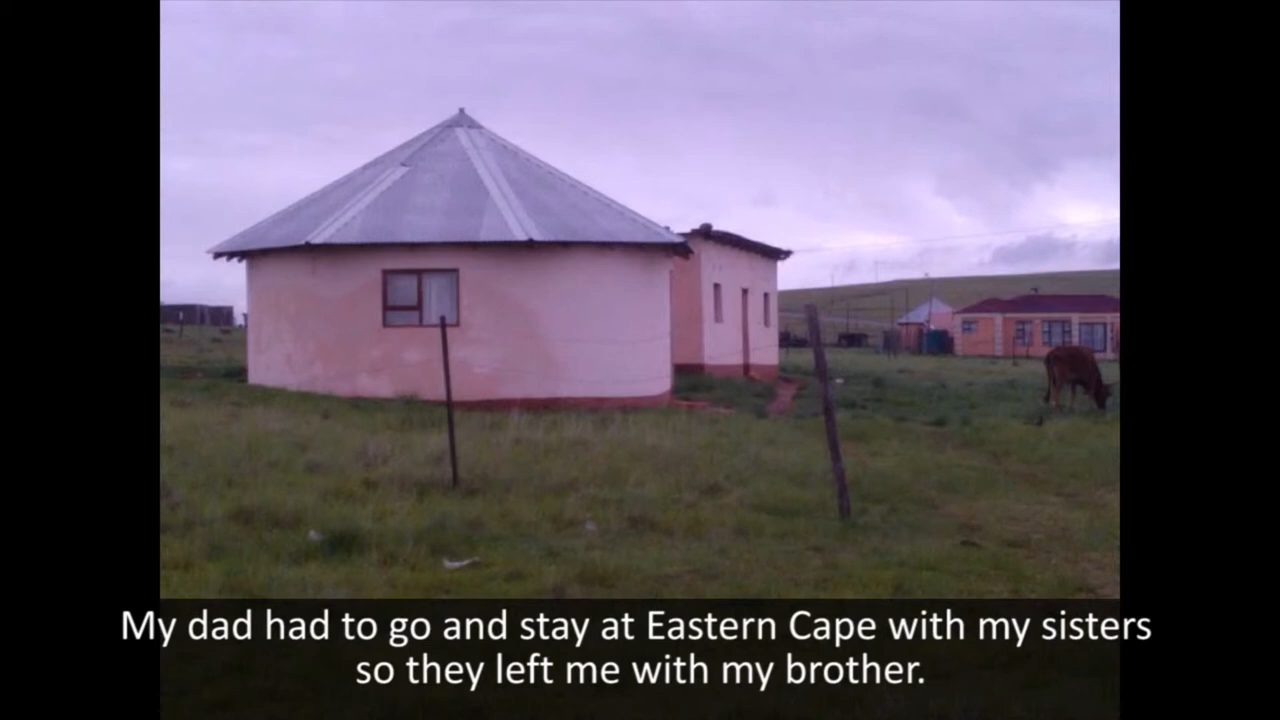 My dad had to go and stay at Eastern Cape with my sisters
so they left me with my brother.